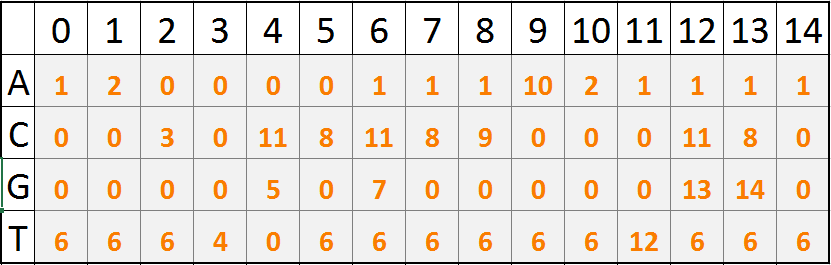 0 1 2 3 4 5 6 7 8 9 10 11 12 13 14
A 1 2 0 0 0 0 1 1 1 10 2 1 1 1 1
C 0 0 3 0 11 8 11 8 9 0 0 0 11 8 0
G 0 0 0 0 5 0 7 0 0 0 0 0 13 14 0
T 6 6 6 4 0 6 6 6 6 6 6 12 6 6 6